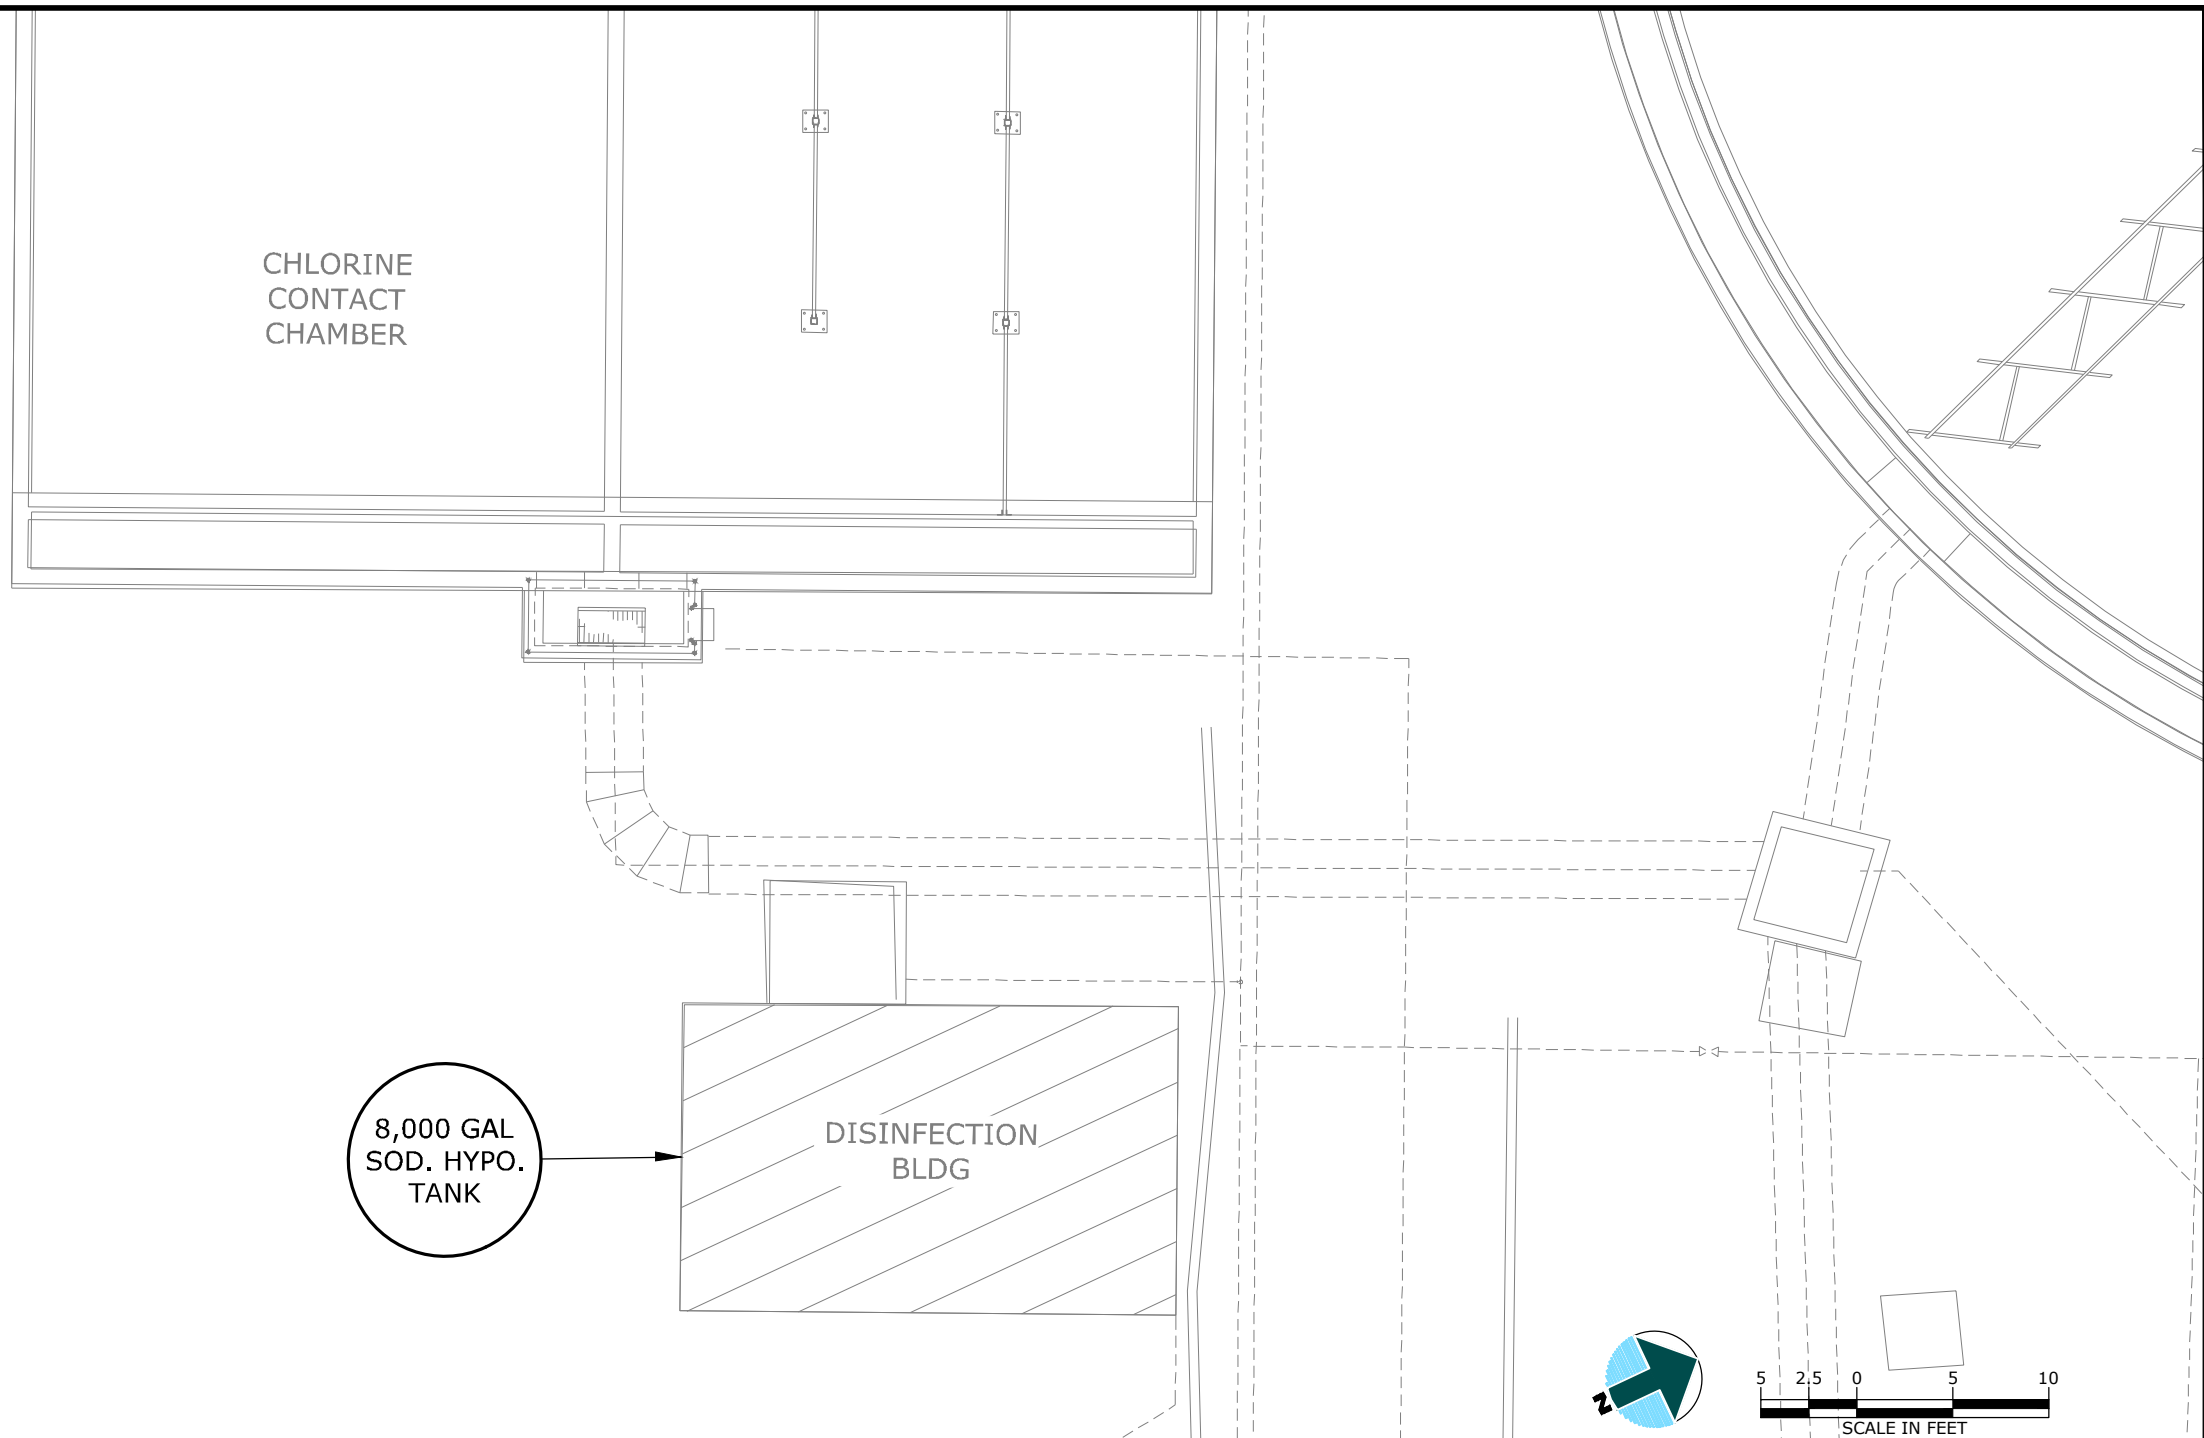 CHLORINE
CONTACT
CHAMBER
8,000 GAL
SOD. HYPO.
TANK
DISINFECTION
BLDG
N
5 2.5 0 5 10
SCALE IN FEET